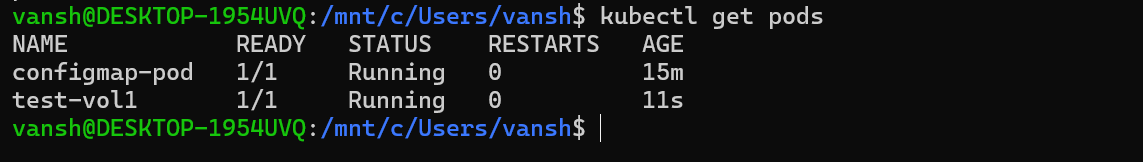 vansh@DESKTOP-1954UVQ:/mnt/c/Users/vansh$ kubectl get pods
NAME            READY   STATUS    RESTARTS   AGE
configmap-pod   1/1     Running   0          15m
test-vol1       1/1     Running   0          11s
vansh@DESKTOP-1954UVQ:/mnt/c/Users/vansh$